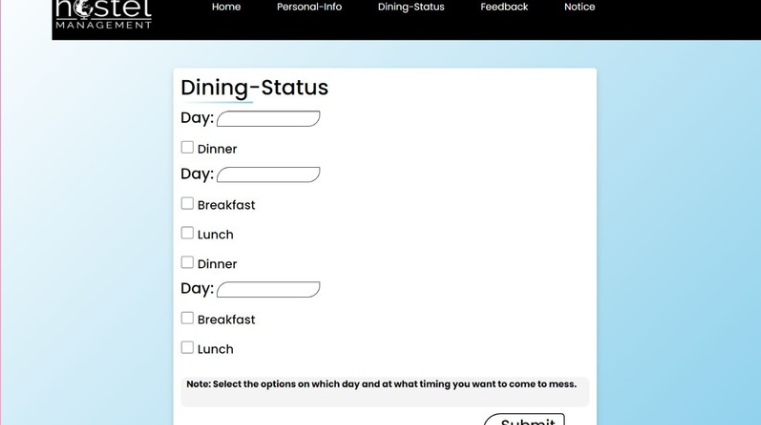 hostel
MANAGEMENT
Home Personal-Info Dining-Status Feedback Notice
Dining-Status
Day:
Dinner
Day:
Breakfast
Lunch
Dinner
Day:
Breakfast
Lunch
Note: Select the options on which day and at what timing you want to come to mess.
Submit